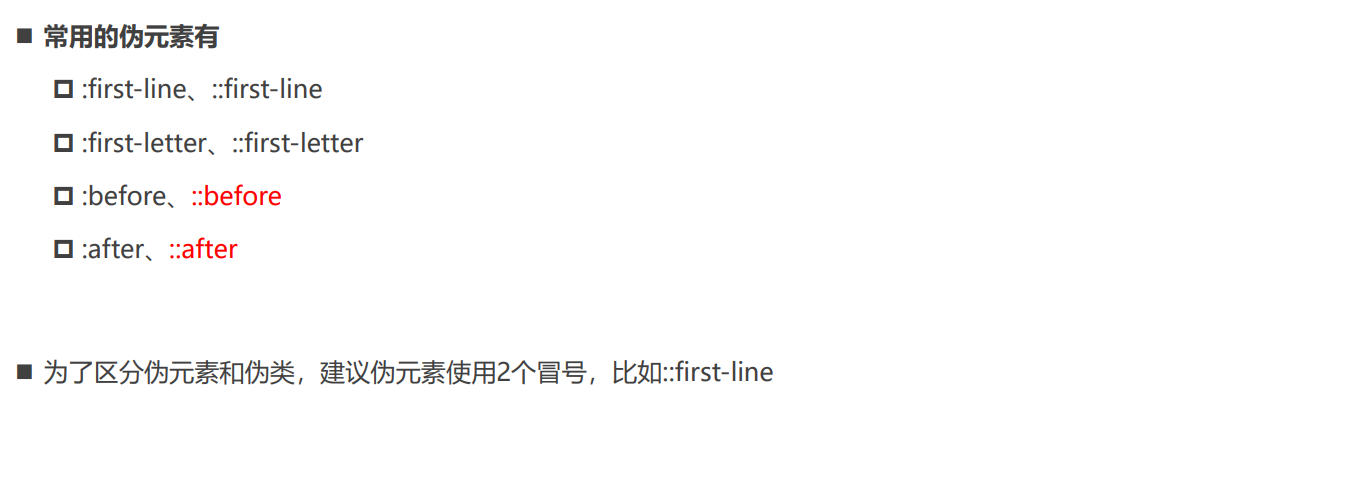 ■ 常用的伪元素有
:first-line、::first-line
:first-letter、::first-letter
:before、::before
:after、::after
■ 为了区分伪元素和伪类，建议伪元素使用2个冒号，比如::first-line